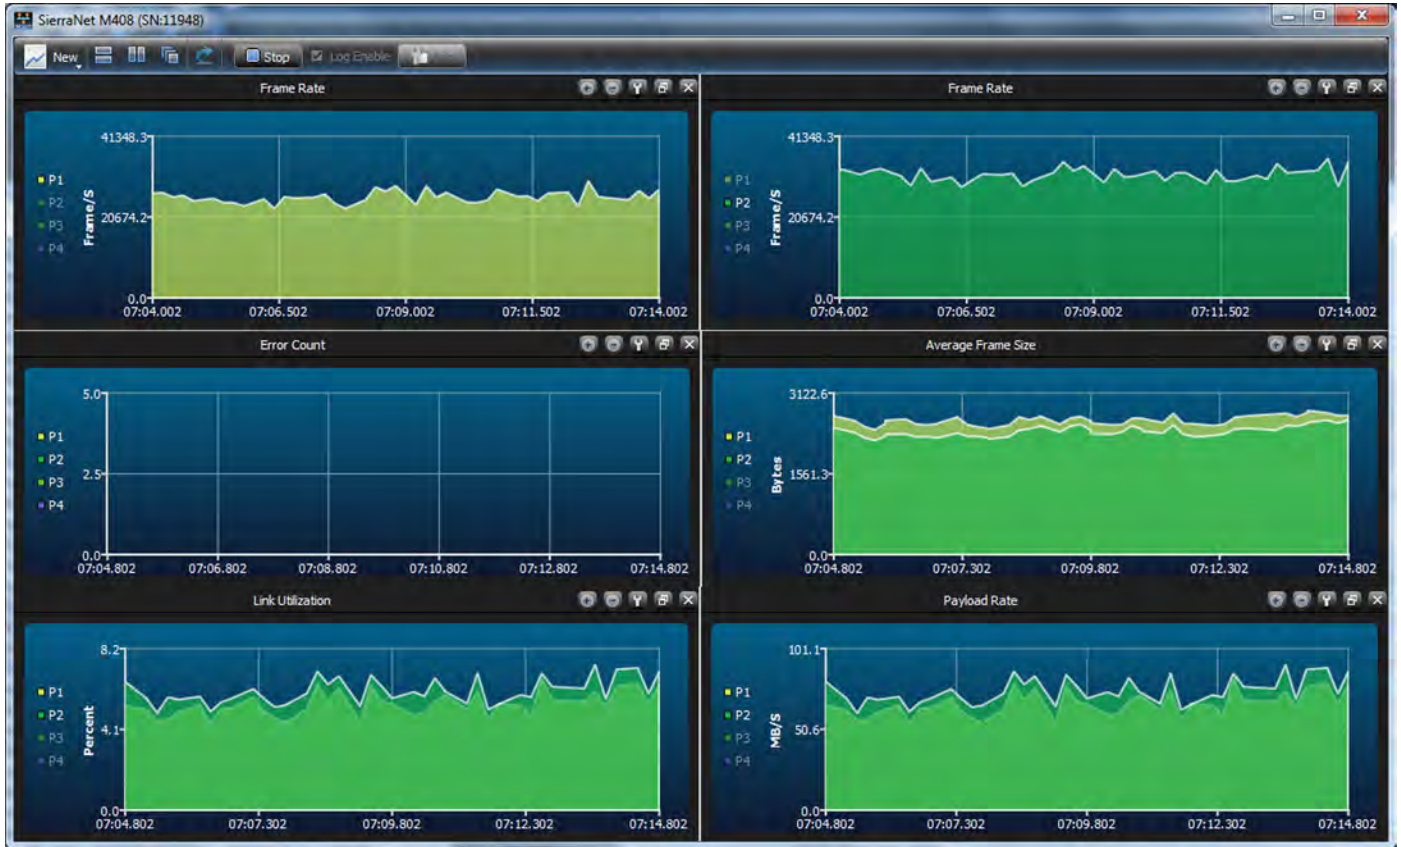 SierraNet M408 (SN:11948)
New
Stop
Log Enable
Frame Rate
41348.3
20674.2
0.0
Frame/S
P1
P2
P3
P4
07:04.002 07:06.502 07:09.002 07:11.502 07:14.002
Frame Rate
41348.3
20674.2
0.0
Frame/S
P1
P2
P3
P4
07:04.002 07:06.502 07:09.002 07:11.502 07:14.002
Error Count
5.0
2.5
0.0
P1
P2
P3
P4
07:04.802 07:06.802 07:08.802 07:10.802 07:12.802 07:14.802
Average Frame Size
3122.6
1561.3
0.0
Bytes
P1
P2
P3
P4
07:04.802 07:07.302 07:09.802 07:12.302 07:14.802
Link Utilization
8.2
4.1
0.0
Percent
P1
P2
P3
P4
07:04.802 07:07.302 07:09.802 07:12.302 07:14.802
Payload Rate
101.1
50.6
0.0
MB/S
P1
P2
P3
P4
07:04.802 07:07.302 07:09.802 07:12.302 07:14.802